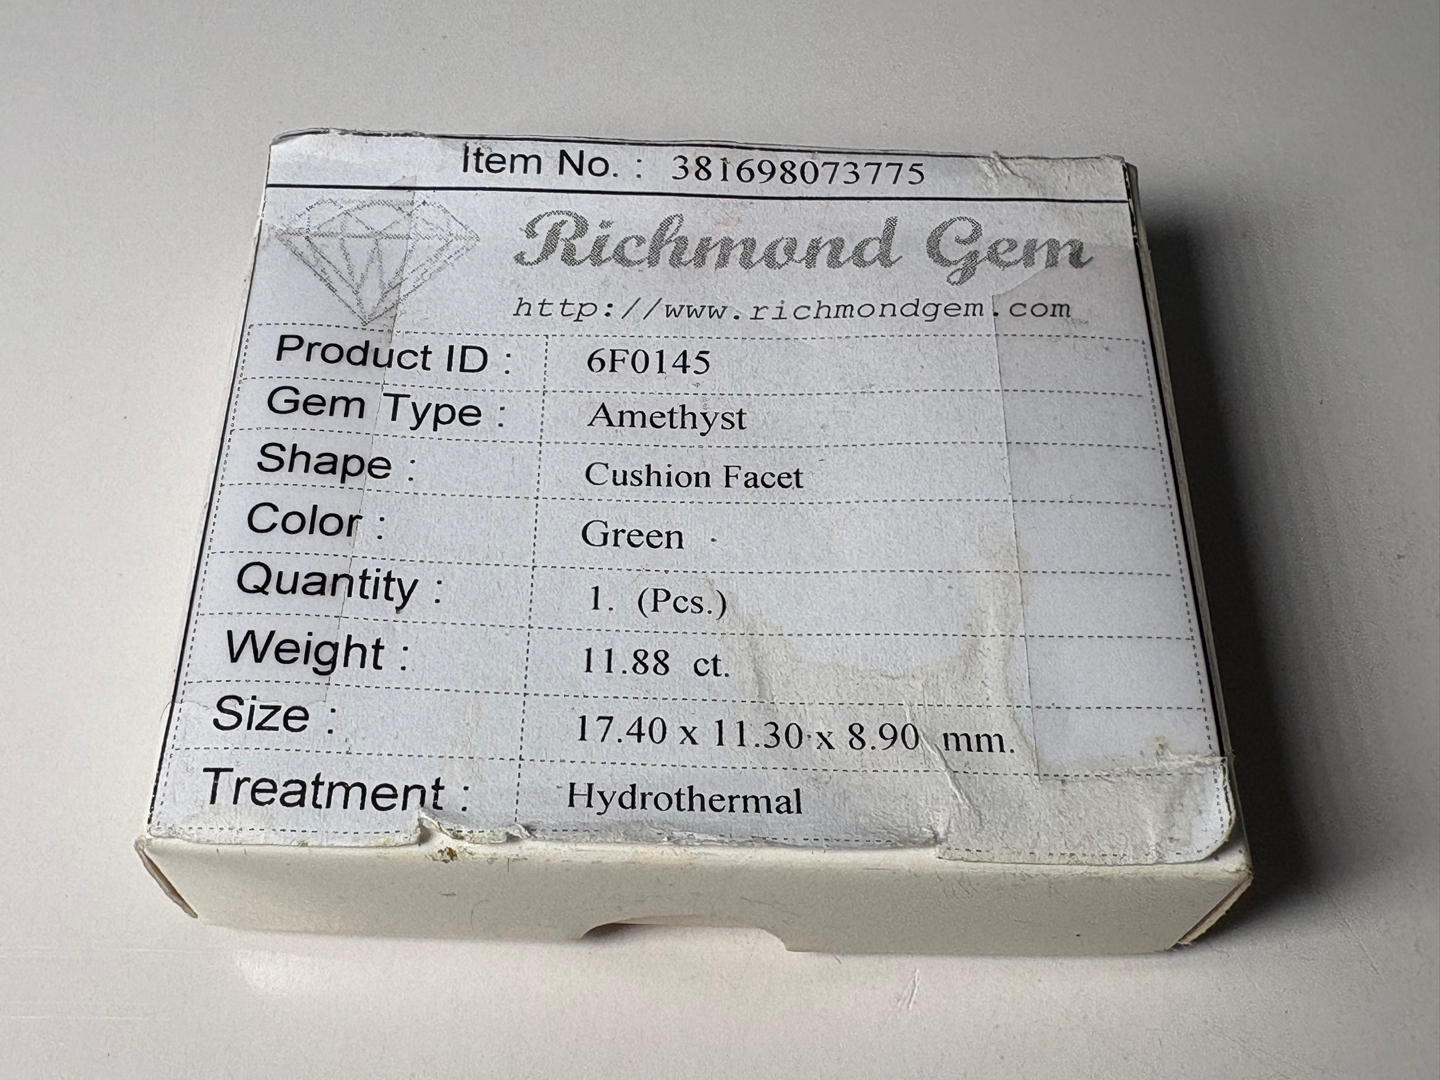 Item No. : 381698073775
Richmond Gem
http://www.richmondgem.com
Product ID : 6F0145
Gem Type : Amethyst
Shape : Cushion Facet
Color : Green
Quantity : 1. (Pcs.)
Weight : 11.88 ct.
Size : 17.40 x 11.30 x 8.90 mm.
Treatment : Hydrothermal